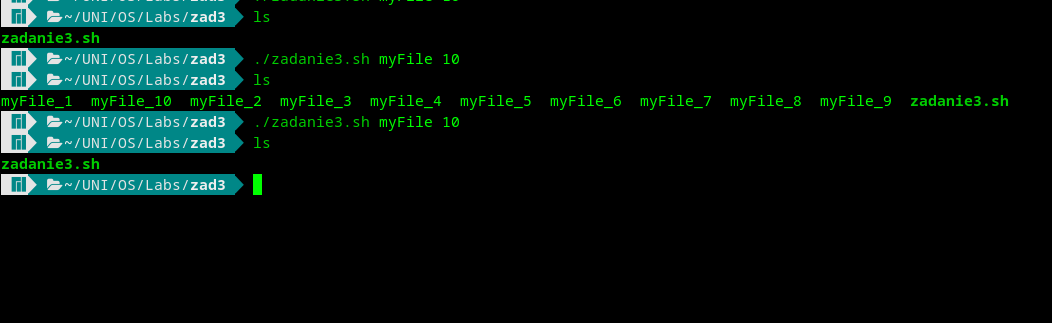 ~/UNI/OS/Labs/zad3 ls
zadanie3.sh
~/UNI/OS/Labs/zad3 ./zadanie3.sh myFile 10
~/UNI/OS/Labs/zad3 ls
myFile_1 myFile_10 myFile_2 myFile_3 myFile_4 myFile_5 myFile_6 myFile_7 myFile_8 myFile_9 zadanie3.sh
~/UNI/OS/Labs/zad3 ./zadanie3.sh myFile 10
~/UNI/OS/Labs/zad3 ls
zadanie3.sh
~/UNI/OS/Labs/zad3